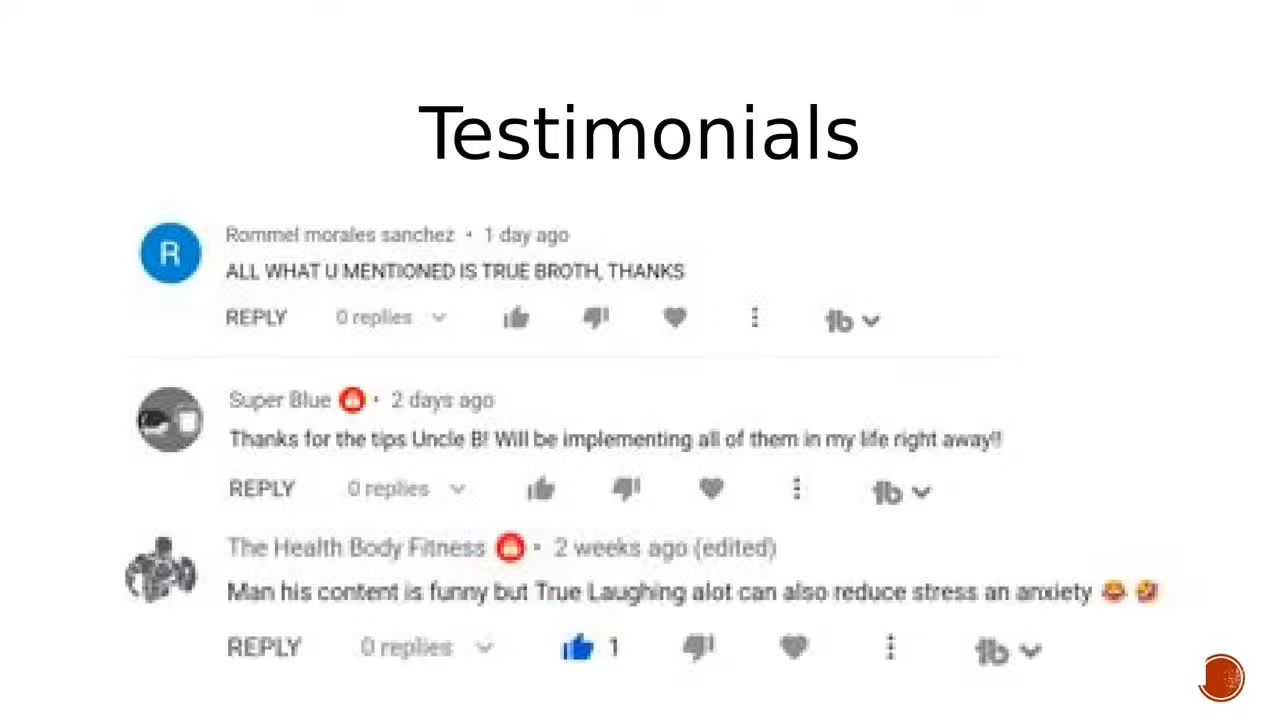 Testimonials
R
Rommel morales sanchez • 1 day ago
ALL WHAT U MENTIONED IS TRUE BROTH, THANKS
REPLY 0 replies
Super Blue • 2 days ago
Thanks for the tips Uncle B! Will be implementing all of them in my life right away!!
REPLY 0 replies
The Health Body Fitness • 2 weeks ago (edited)
Man his content is funny but True Laughing alot can also reduce stress an anxiety 😂 🤣
REPLY 0 replies 1